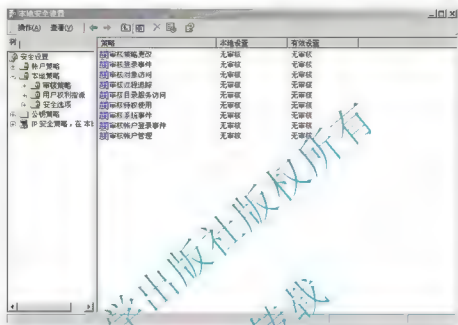 本地安全设置
操作(A) 查看(V)
树
安全设置
帐户策略
本地策略
审核策略
用户权利指派
安全选项
公钥策略
IP 安全策略，在 本地
策略 本地设置 有效设置
审核策略更改 无审核 无审核
审核登录事件 无审核 无审核
审核对象访问 无审核 无审核
审核过程追踪 无审核 无审核
审核目录服务访问 无审核 无审核
审核特权使用 无审核 无审核
审核系统事件 无审核 无审核
审核帐户登录事件 无审核 无审核
审核帐户管理 无审核 无审核
学出版社版权所有
转载